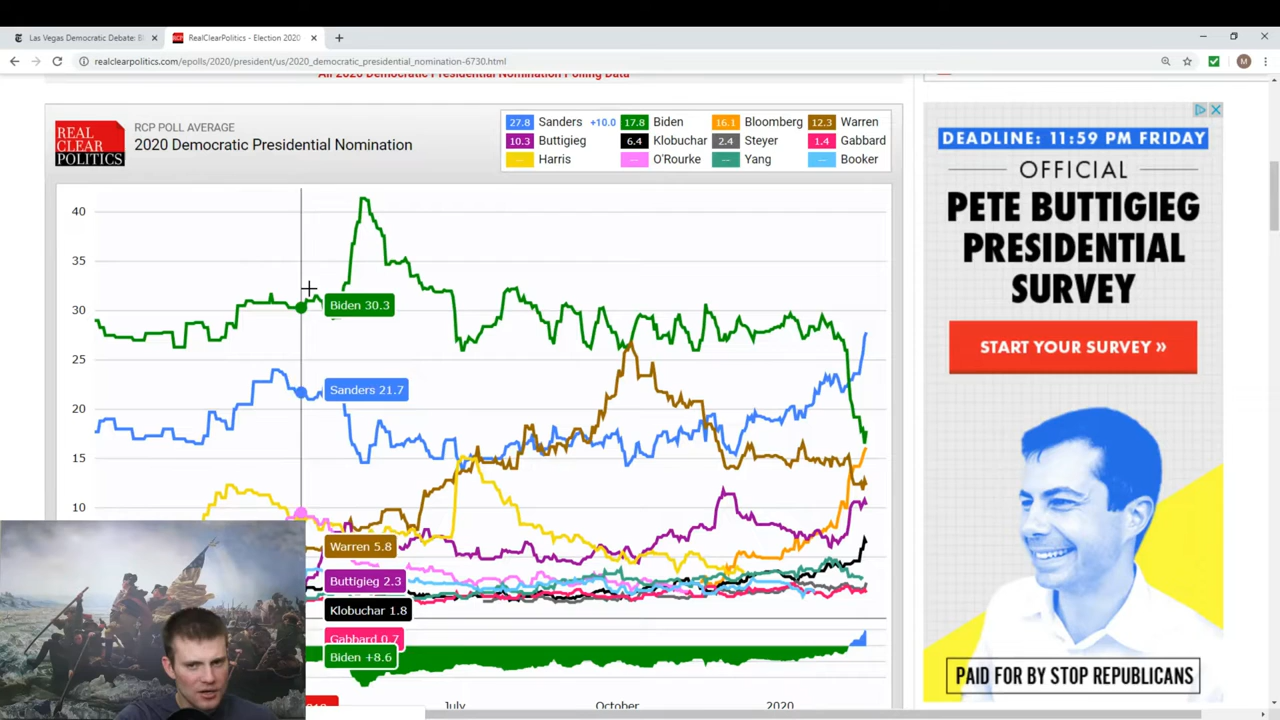 Las Vegas Democratic Debate: Bl
RealClearPolitics - Election 2020
realclearpolitics.com/epolls/2020/president/us/2020_democratic_presidential_nomination-6730.html
M
All 2020 Democratic Presidential Nomination Polling Data
REAL
CLEAR
POLITICS
RCP POLL AVERAGE
2020 Democratic Presidential Nomination
27.8 Sanders +10.0 17.8 Biden 16.1 Bloomberg 12.3 Warren
10.3 Buttigieg 6.4 Klobuchar 2.4 Steyer 1.4 Gabbard
— Harris — O'Rourke — Yang — Booker
40
35
30
25
20
15
10
Biden 30.3
Sanders 21.7
Warren 5.8
Buttigieg 2.3
Klobuchar 1.8
Gabbard 0.7
Biden +8.6
July October 2020
DEADLINE: 11:59 PM FRIDAY
OFFICIAL
PETE BUTTIGIEG
PRESIDENTIAL
SURVEY
START YOUR SURVEY »
PAID FOR BY STOP REPUBLICANS